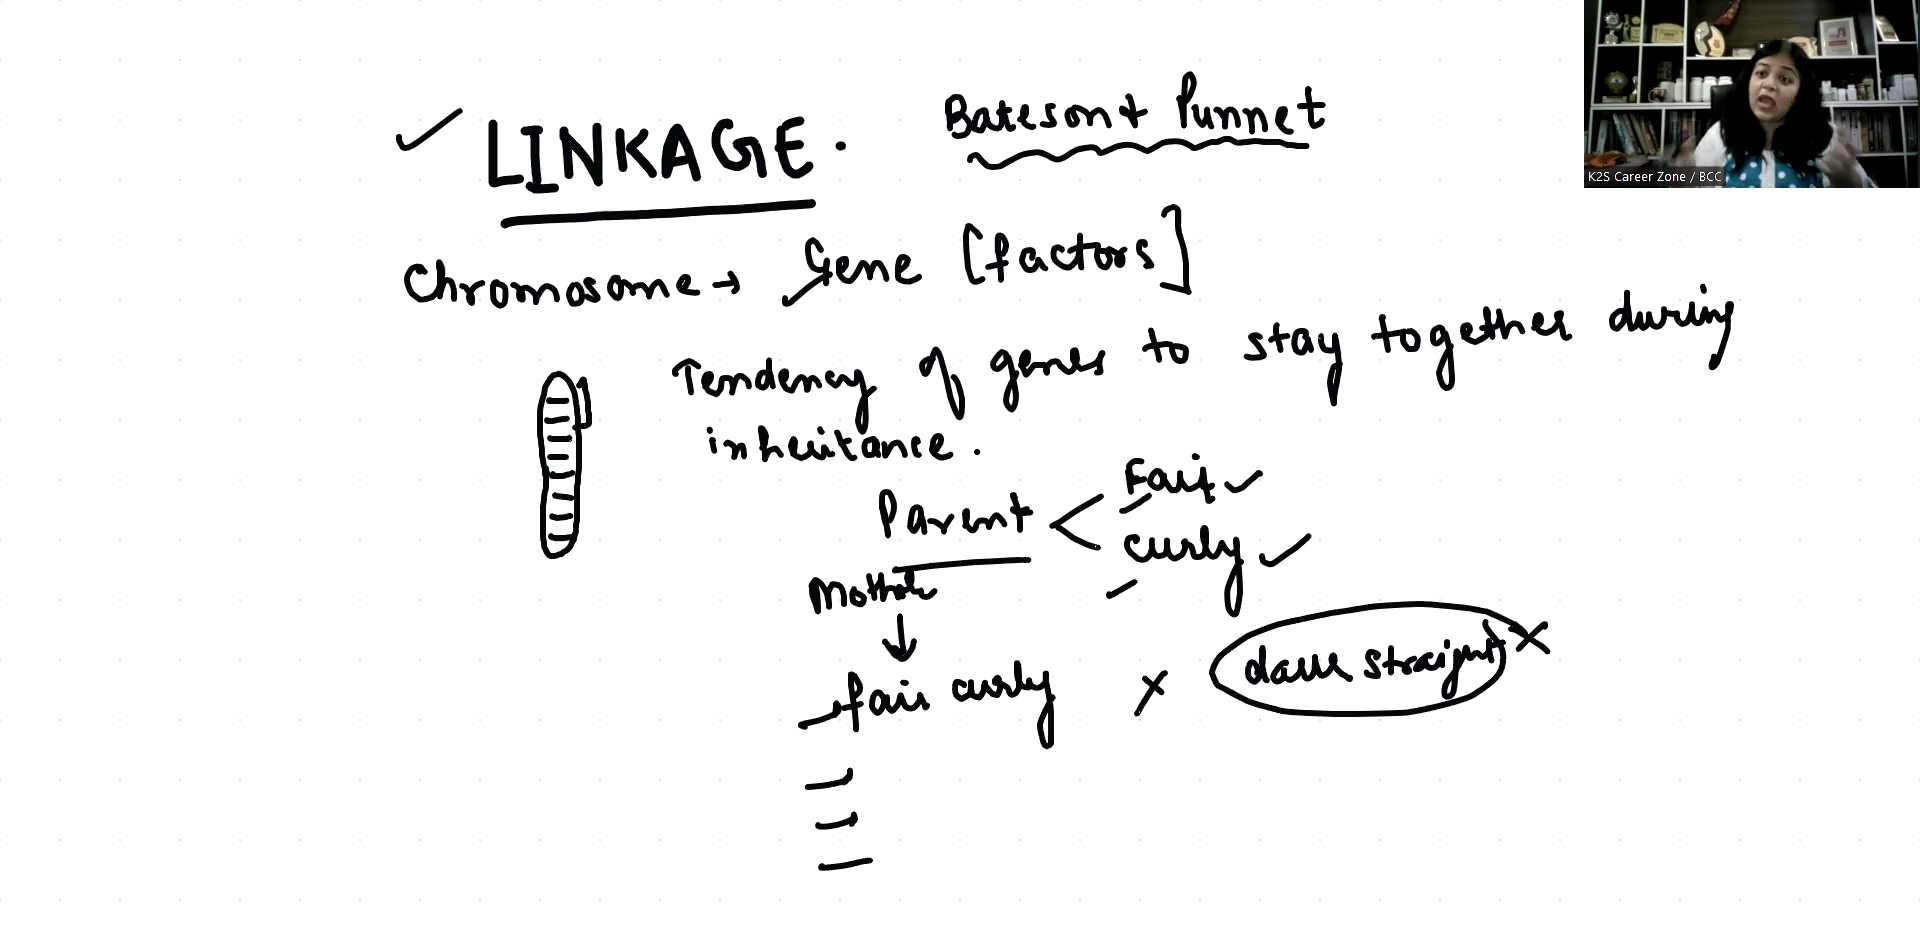 LINKAGE. Bateson + Punnet
K2S Career Zone / BCC
Chromosome → Gene [factors]
Tendency of genes to stay together during
inheritance.
Parent < Fair ✓
curly ✓
Mother
↓
fair curly × straight ×